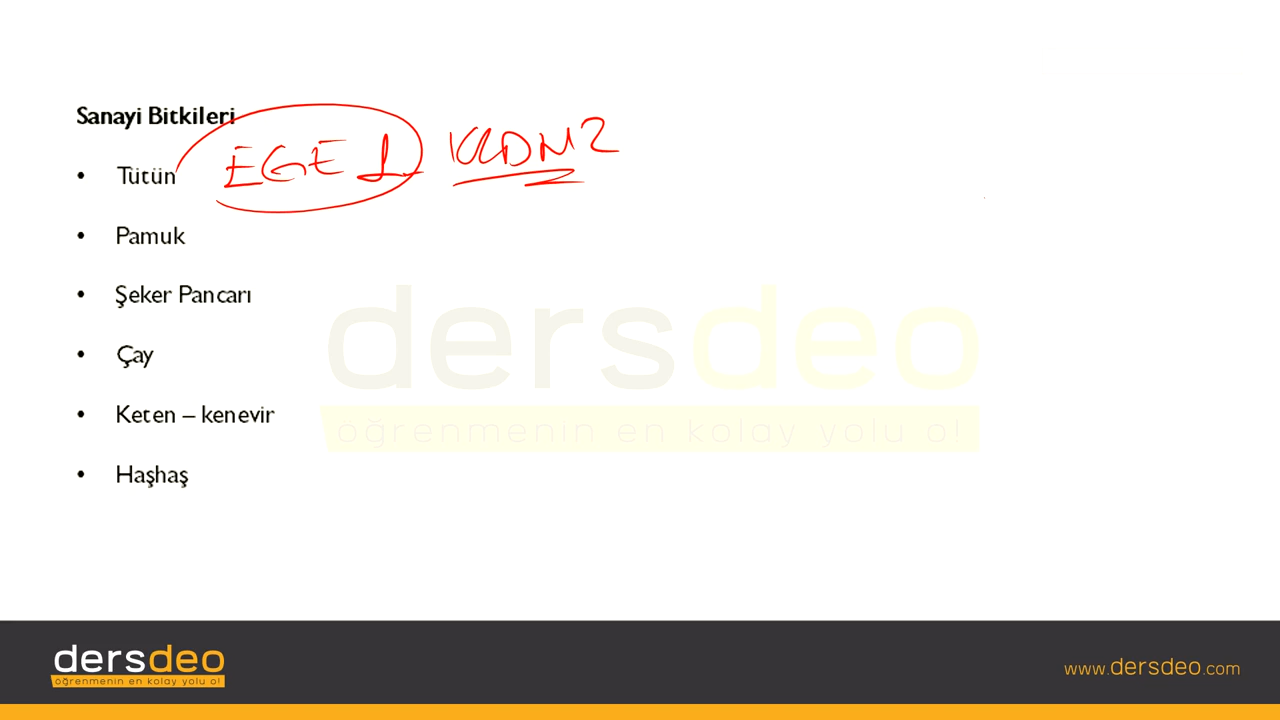 Sanayi Bitkileri
• Tütün EGE 1
• Pamuk
• Şeker Pancarı
• Çay
• Keten – kenevir
• Haşhaş
dersdeo
öğrenmenin en kolay yolu o!
dersdeo
öğrenmenin en kolay yolu o!
www.dersdeo.com